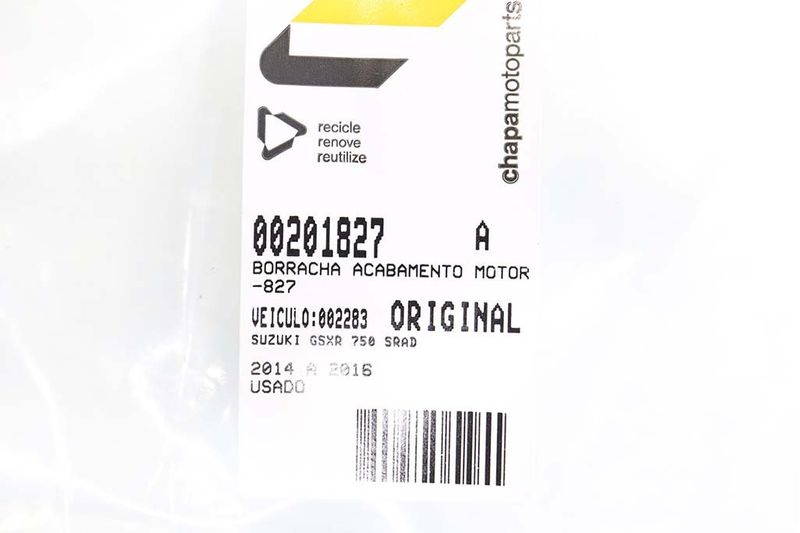 chapamotoparts
recicle
renove
reutilize
00201827 A
BORRACHA ACABAMENTO MOTOR
-827
VEICULO:002283 ORIGINAL
SUZUKI GSXR 750 SRAD
2014 A 2016
USADO